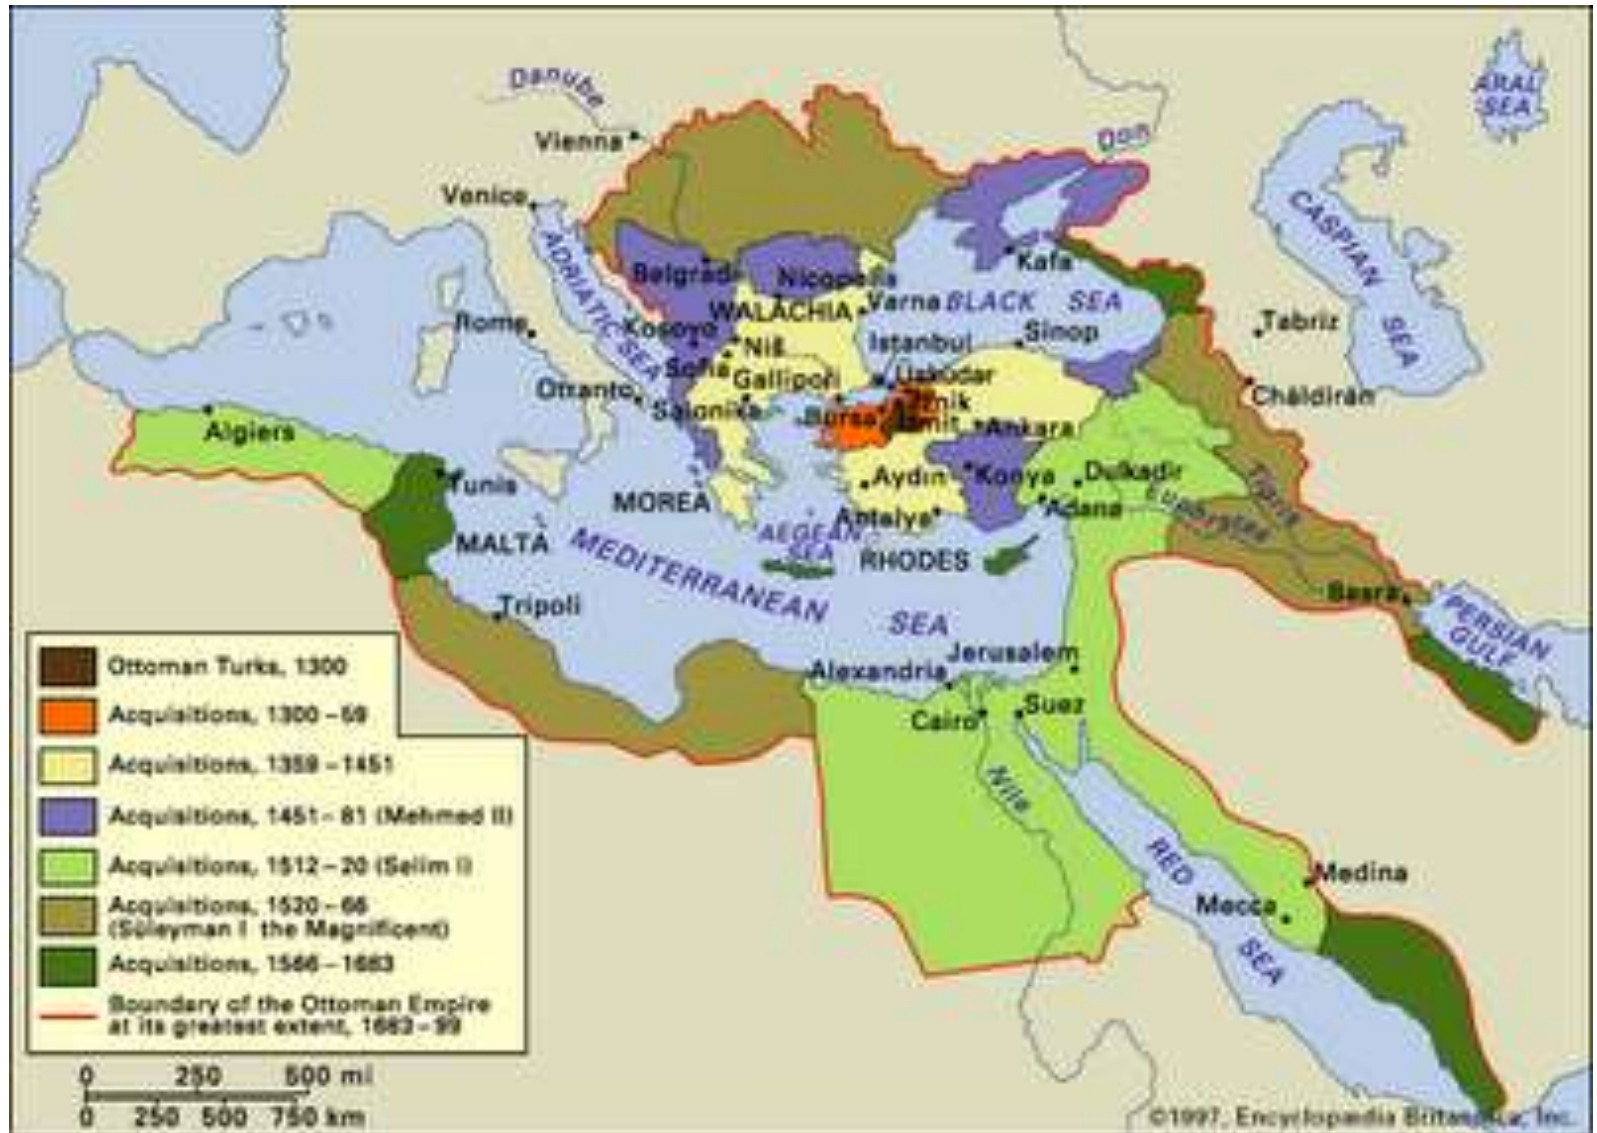 Danube
Vienna
Don
ARAL
SEA
Venice
CASPIAN
SEA
ADRIATIC SEA
Belgrade
Nicopolis
Kafa
WALACHIA
Varna
BLACK SEA
Rome
Kosovo
Niš
Istanbul
Sinop
Tabriz
Sofia
Gallipoli
Üsküdar
Otranto
Salonika
Bursa
İznik
İzmit
Ankara
Chāldirān
Algiers
Tunis
Aydın
Konya
Dulkadir
Tigris
Euphrates
MOREA
Antalya
Adana
MALTA
AEGEAN
SEA
RHODES
MEDITERRANEAN SEA
Basra
PERSIAN
GULF
Tripoli
Jerusalem
Alexandria
Cairo
Suez
Nile
RED SEA
Medina
Mecca
Ottoman Turks, 1300
Acquisitions, 1300–59
Acquisitions, 1359–1451
Acquisitions, 1451–81 (Mehmed II)
Acquisitions, 1512–20 (Selim I)
Acquisitions, 1520–66
(Süleyman I the Magnificent)
Acquisitions, 1566–1683
Boundary of the Ottoman Empire
at its greatest extent, 1683–99
0 250 500 mi
0 250 500 750 km
©1997, Encyclopædia Britannica, Inc.